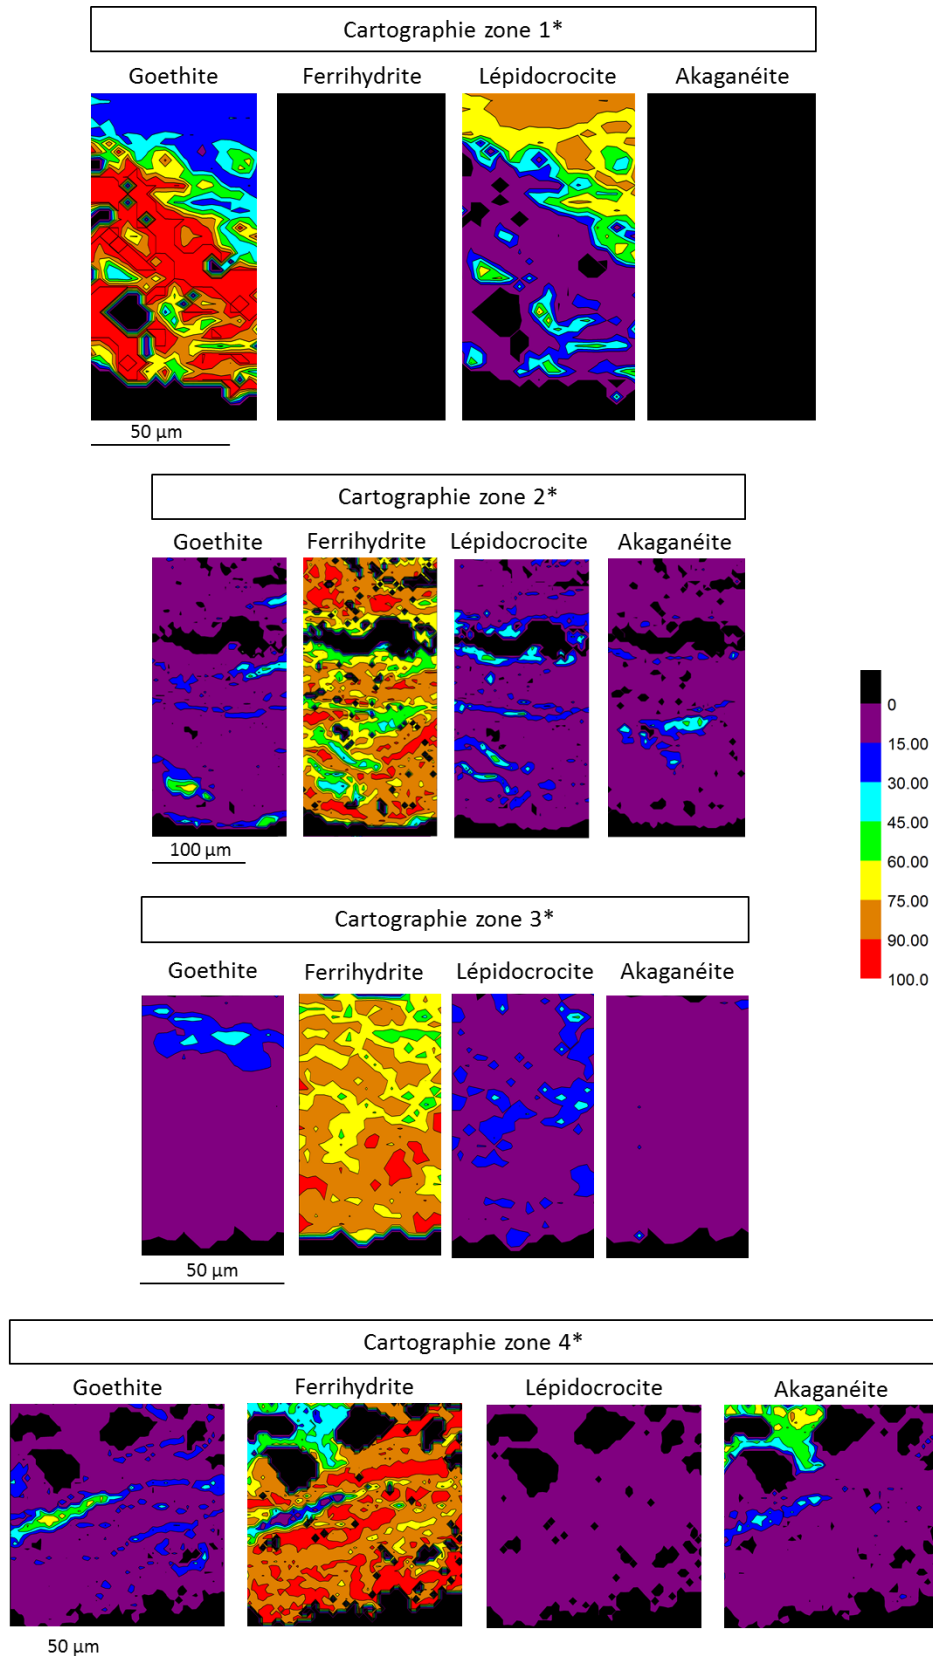 Cartographie zone 1*
Goethite Ferrihydrite Lépidocrocite Akaganéite
50 µm
Cartographie zone 2*
Goethite Ferrihydrite Lépidocrocite Akaganéite
100 µm
0
15.00
30.00
45.00
60.00
75.00
90.00
100.0
Cartographie zone 3*
Goethite Ferrihydrite Lépidocrocite Akaganéite
50 µm
Cartographie zone 4*
Goethite Ferrihydrite Lépidocrocite Akaganéite
50 µm